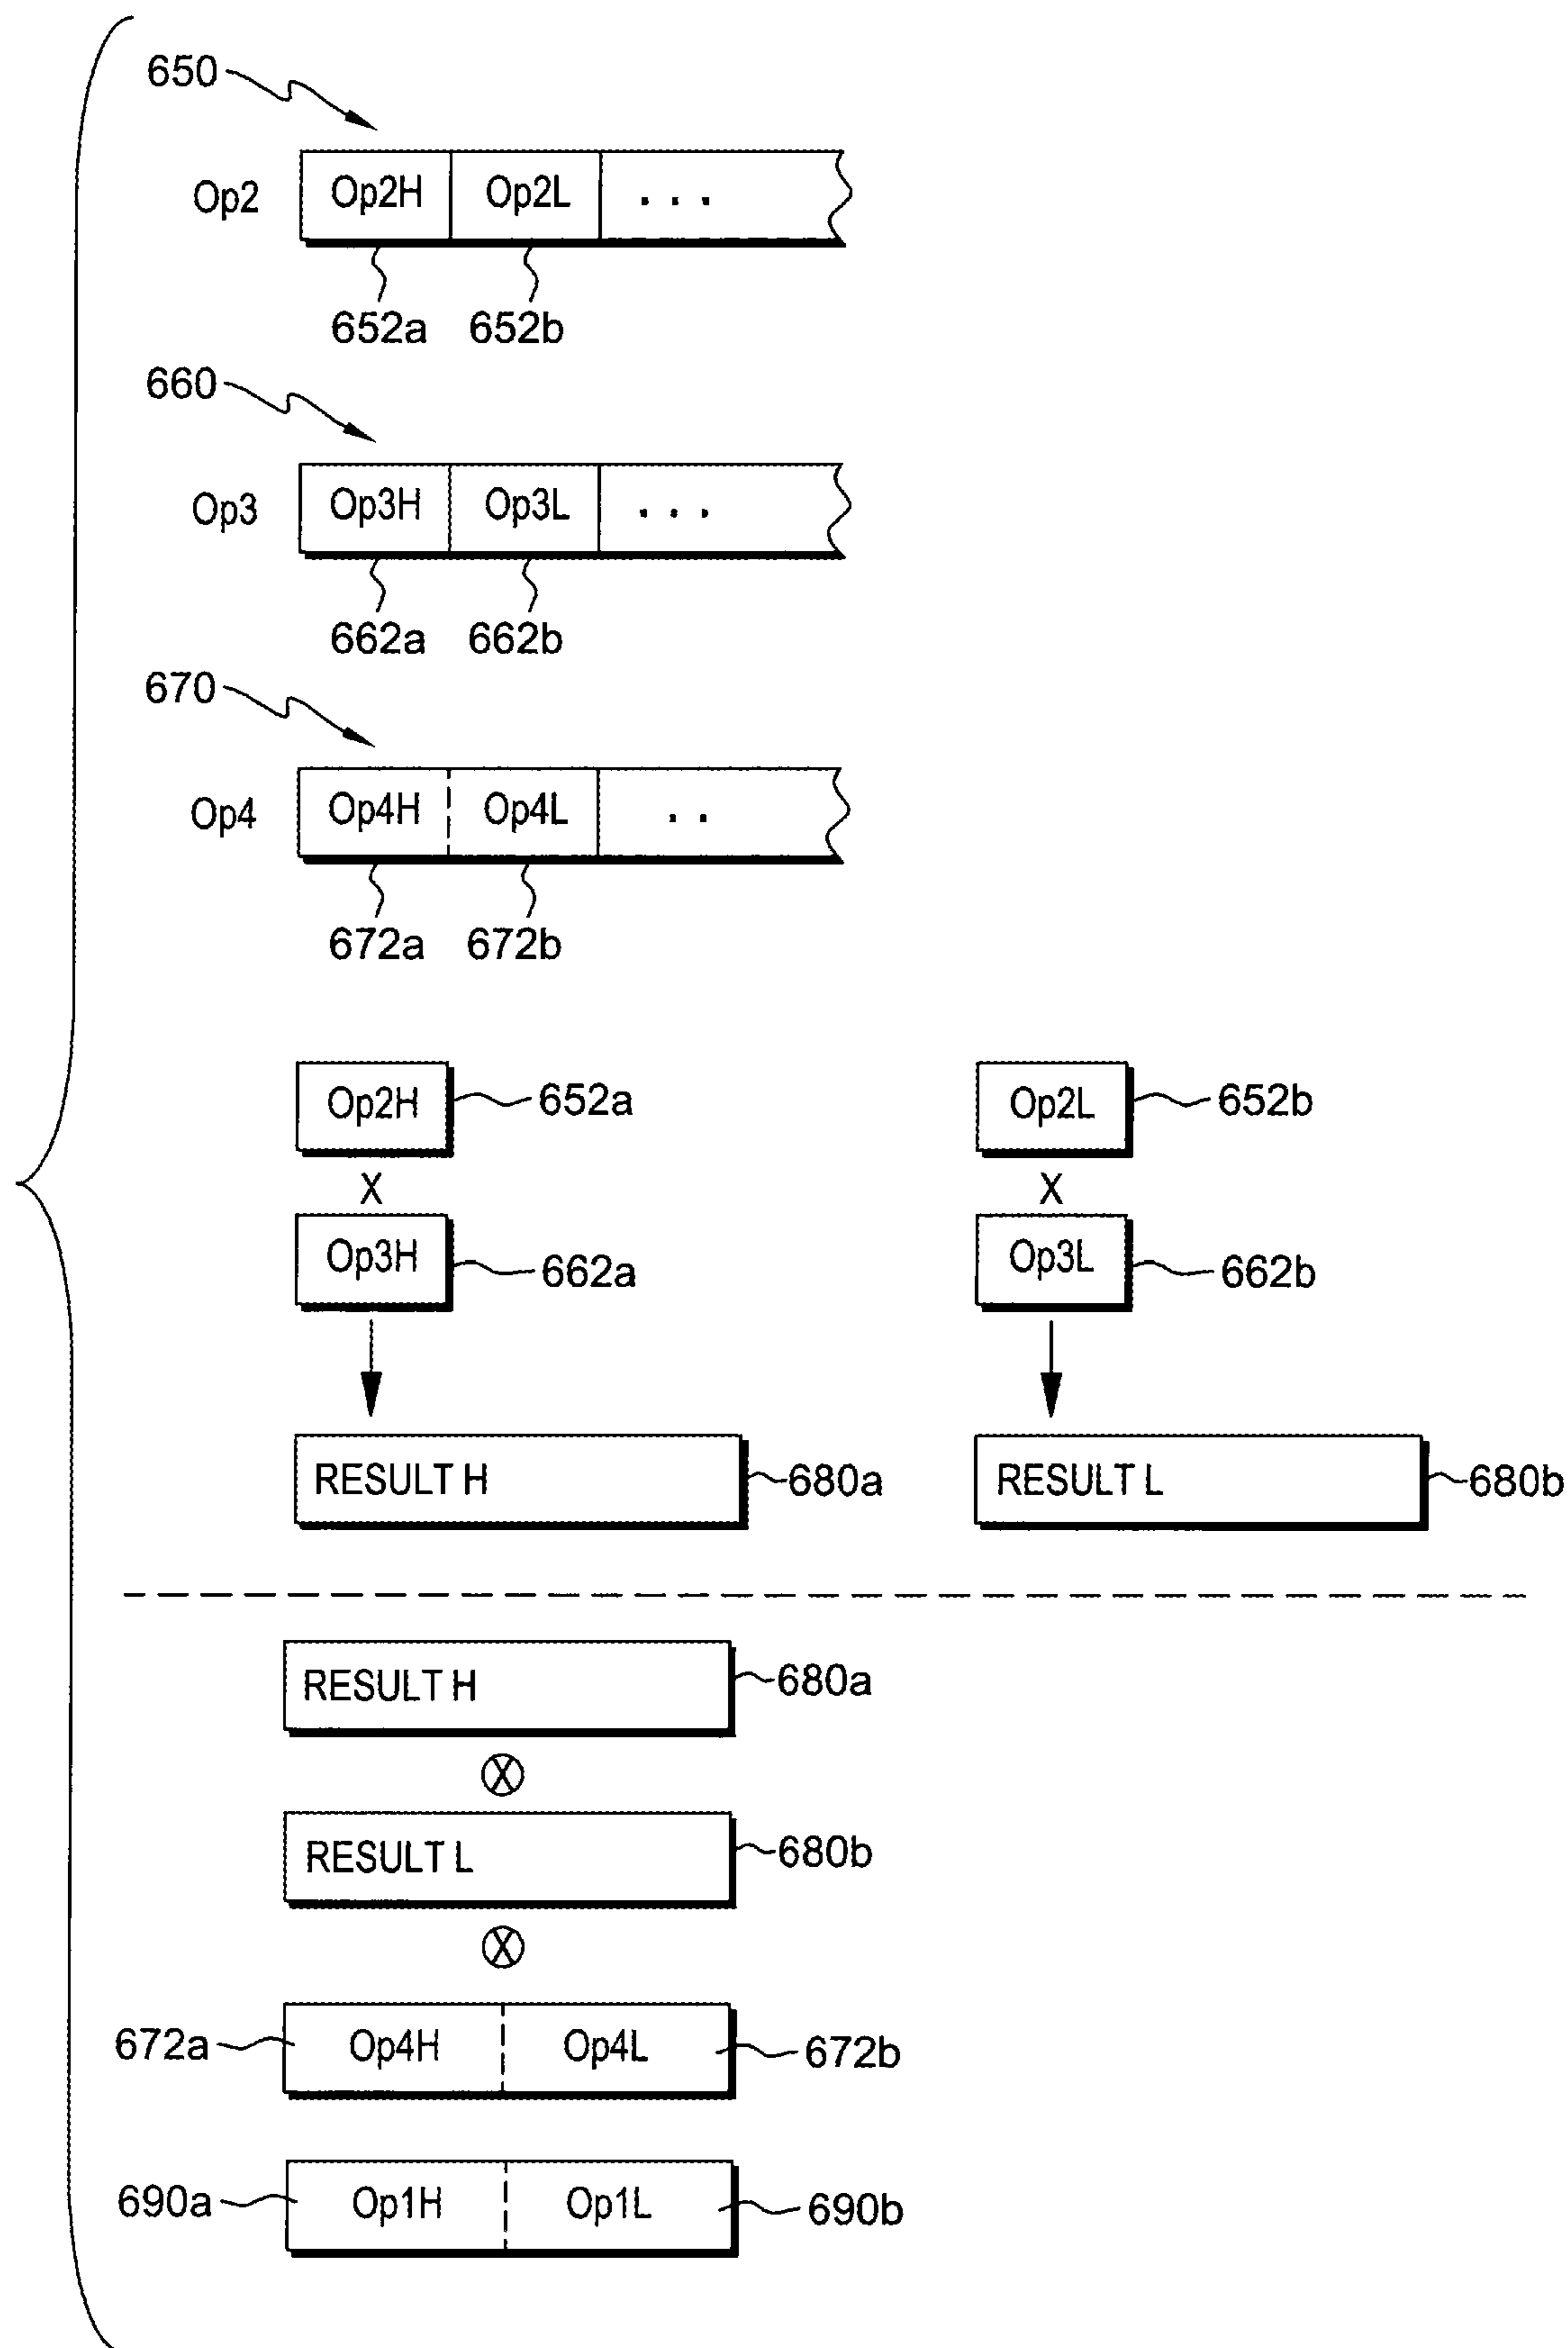 650
Op2 Op2H Op2L . . .
652a 652b
660
Op3 Op3H Op3L . . .
662a 662b
670
Op4 Op4H Op4L . .
672a 672b
Op2H 652a Op2L 652b
X X
Op3H 662a Op3L 662b
RESULT H 680a RESULT L 680b
RESULT H 680a
Ⓧ
RESULT L 680b
Ⓧ
672a Op4H Op4L 672b
690a Op1H Op1L 690b